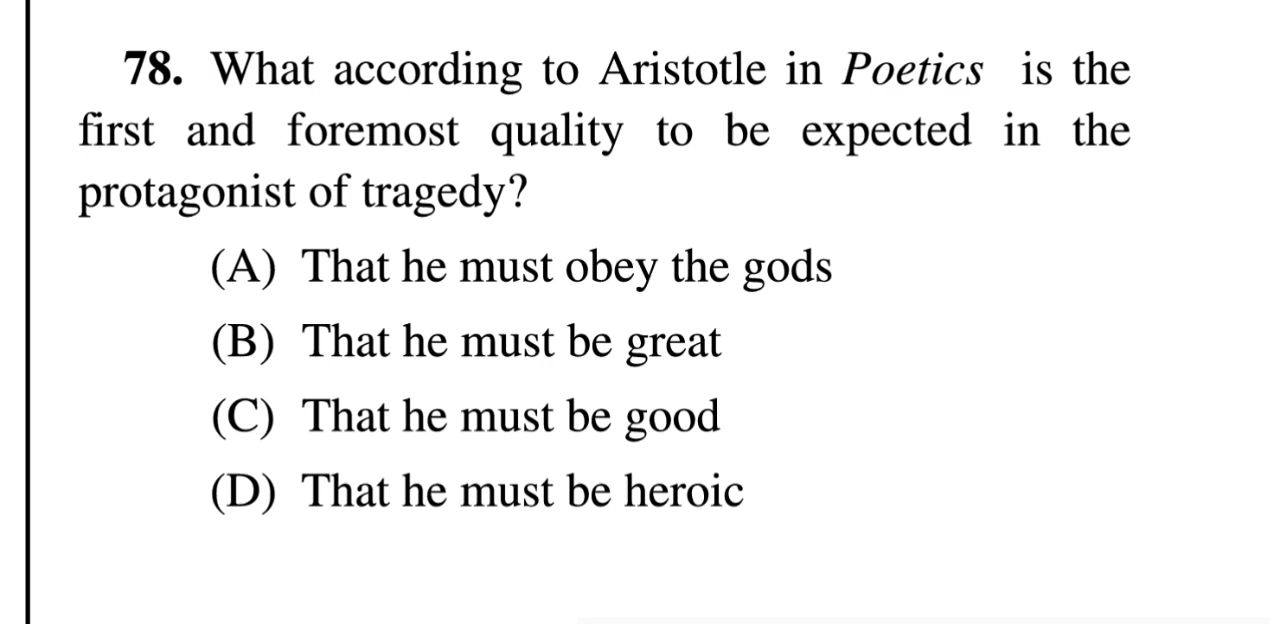 78. What according to Aristotle in Poetics is the
first and foremost quality to be expected in the
protagonist of tragedy?
(A) That he must obey the gods
(B) That he must be great
(C) That he must be good
(D) That he must be heroic